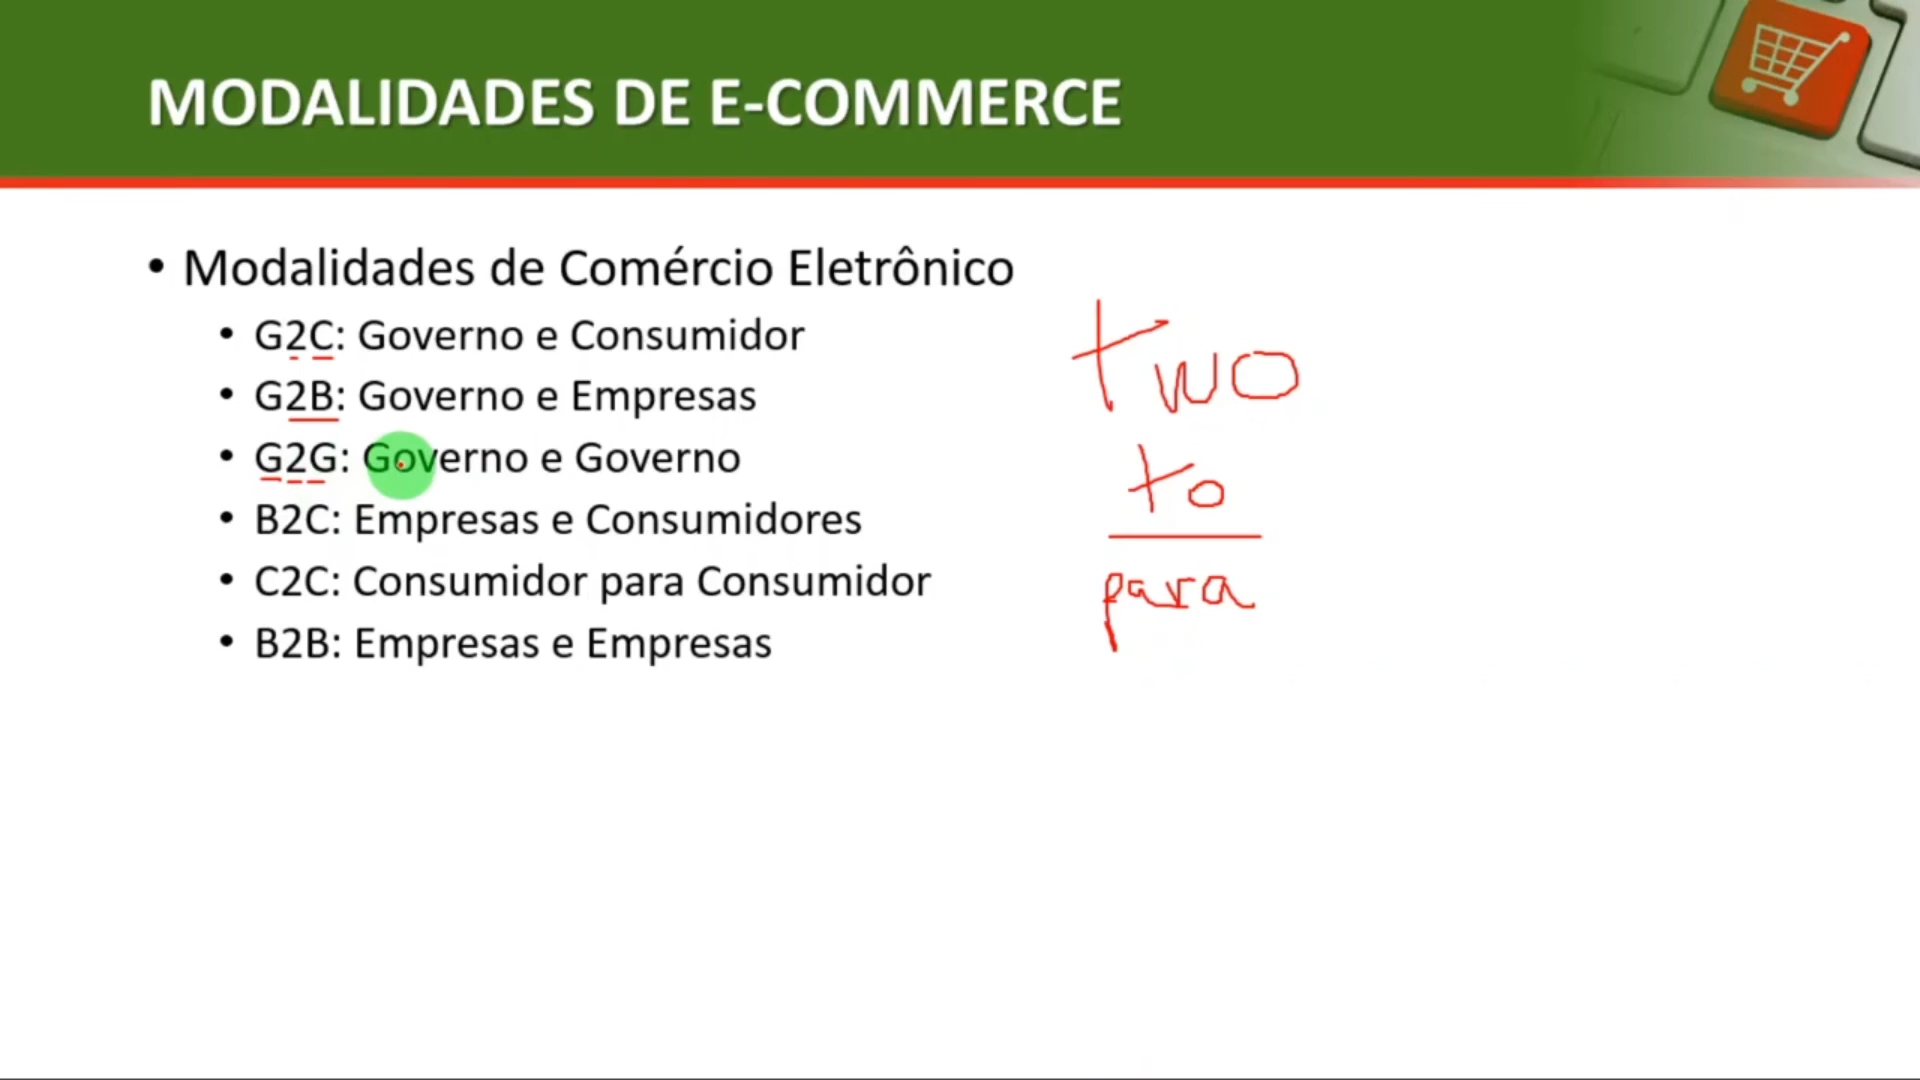 MODALIDADES DE E-COMMERCE
• Modalidades de Comércio Eletrônico
• G2C: Governo e Consumidor
• G2B: Governo e Empresas
• G2G: Governo e Governo
• B2C: Empresas e Consumidores
• C2C: Consumidor para Consumidor
• B2B: Empresas e Empresas
two
to
para